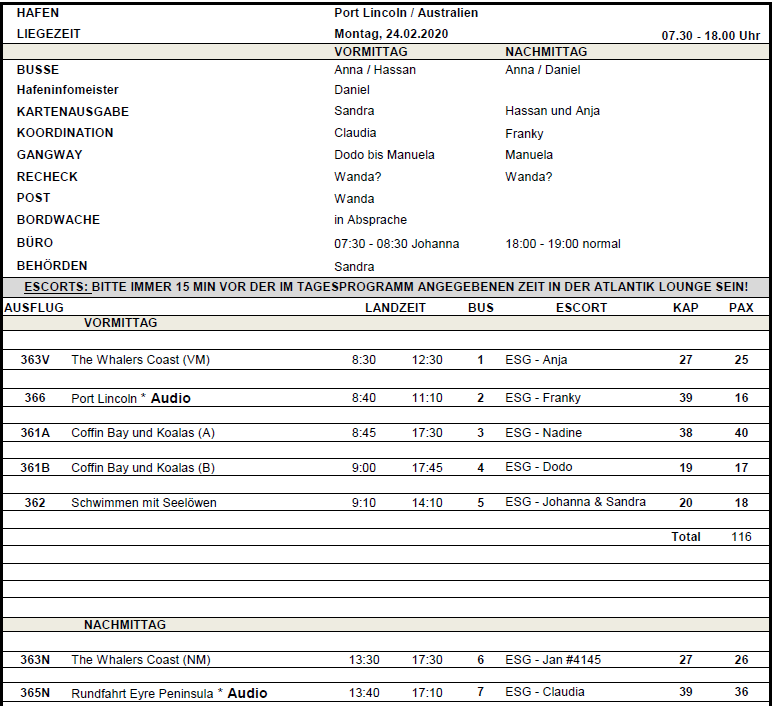 HAFEN Port Lincoln / Australien
LIEGEZEIT Montag, 24.02.2020 07.30 - 18.00 Uhr
VORMITTAG NACHMITTAG
BUSSE Anna / Hassan Anna / Daniel
Hafeninfomeister Daniel
KARTENAUSGABE Sandra Hassan und Anja
KOORDINATION Claudia Franky
GANGWAY Dodo bis Manuela Manuela
RECHECK Wanda? Wanda?
POST Wanda
BORDWACHE in Absprache
BÜRO 07:30 - 08:30 Johanna 18:00 - 19:00 normal
BEHÖRDEN Sandra
ESCORTS: BITTE IMMER 15 MIN VOR DER IM TAGESPROGRAMM ANGEGEBENEN ZEIT IN DER ATLANTIK LOUNGE SEIN!
AUSFLUG LANDZEIT BUS ESCORT KAP PAX
VORMITTAG
363V The Whalers Coast (VM) 8:30 12:30 1 ESG - Anja 27 25
366 Port Lincoln * Audio 8:40 11:10 2 ESG - Franky 39 16
361A Coffin Bay und Koalas (A) 8:45 17:30 3 ESG - Nadine 38 40
361B Coffin Bay und Koalas (B) 9:00 17:45 4 ESG - Dodo 19 17
362 Schwimmen mit Seelöwen 9:10 14:10 5 ESG - Johanna & Sandra 20 18
Total 116
NACHMITTAG
363N The Whalers Coast (NM) 13:30 17:30 6 ESG - Jan #4145 27 26
365N Rundfahrt Eyre Peninsula * Audio 13:40 17:10 7 ESG - Claudia 39 36